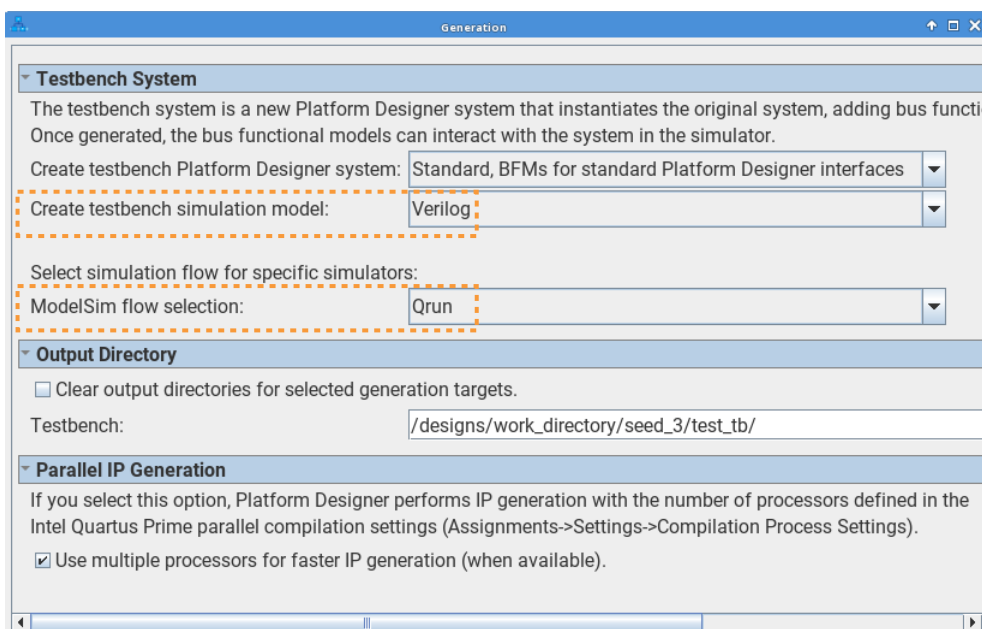 Generation
Testbench System
The testbench system is a new Platform Designer system that instantiates the original system, adding bus functi
Once generated, the bus functional models can interact with the system in the simulator.
Create testbench Platform Designer system: Standard, BFMs for standard Platform Designer interfaces
Create testbench simulation model: Verilog
Select simulation flow for specific simulators:
ModelSim flow selection: Qrun
Output Directory
Clear output directories for selected generation targets.
Testbench: /designs/work_directory/seed_3/test_tb/
Parallel IP Generation
If you select this option, Platform Designer performs IP generation with the number of processors defined in the
Intel Quartus Prime parallel compilation settings (Assignments->Settings->Compilation Process Settings).
Use multiple processors for faster IP generation (when available).